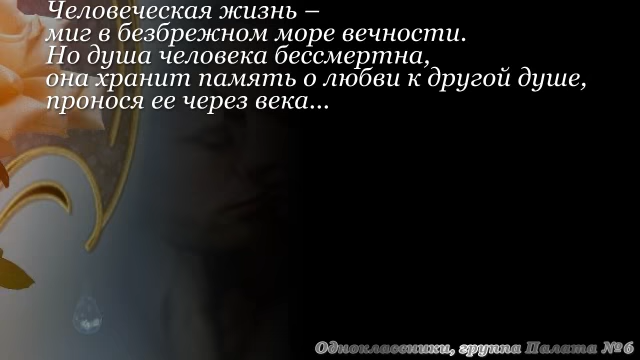 Человеческая жизнь –
миг в безбрежном море вечности.
Но душа человека бессмертна,
она хранит память о любви к другой душе,
пронося ее через века...
Одноклассники, группа Палата №6